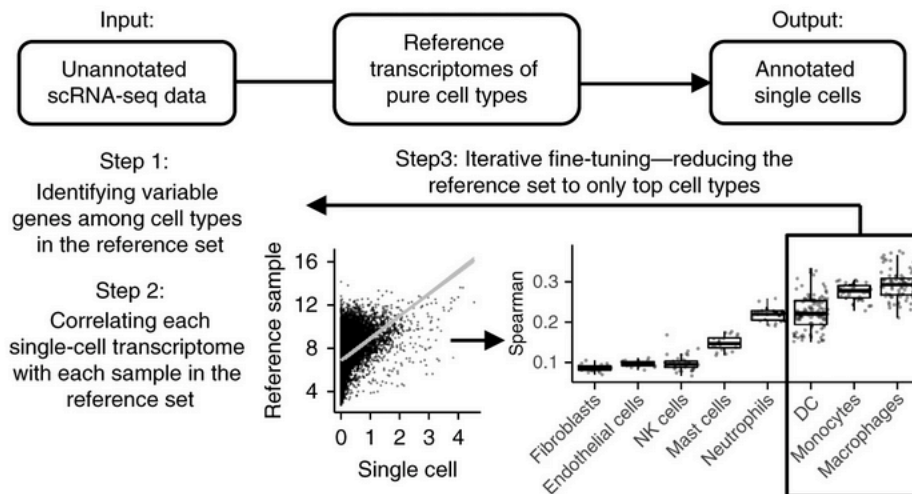 Input:
Unannotated
scRNA-seq data
Reference
transcriptomes of
pure cell types
Output:
Annotated
single cells
Step 1:
Identifying variable
genes among cell types
in the reference set
Step 2:
Correlating each
single-cell transcriptome
with each sample in the
reference set
Step3: Iterative fine-tuning—reducing the
reference set to only top cell types
Reference sample
16
12
8
4
0 1 2 3 4
Single cell
Spearman
0.3
0.2
0.1
Fibroblasts
Endothelial cells
NK cells
Mast cells
Neutrophils
DC
Monocytes
Macrophages